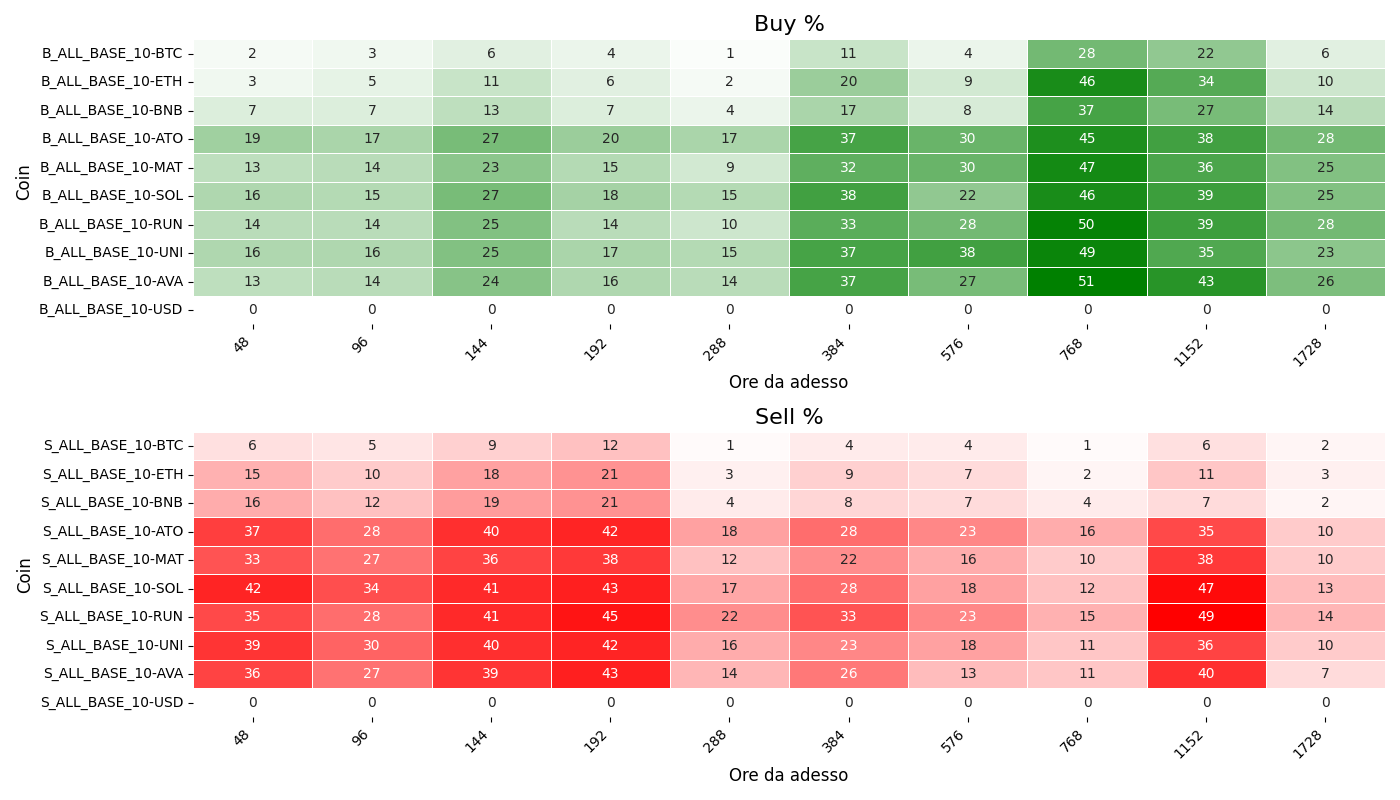 Buy %
Coin
B_ALL_BASE_10-BTC 2 3 6 4 1 11 4 28 22 6
B_ALL_BASE_10-ETH 3 5 11 6 2 20 9 46 34 10
B_ALL_BASE_10-BNB 7 7 13 7 4 17 8 37 27 14
B_ALL_BASE_10-ATO 19 17 27 20 17 37 30 45 38 28
B_ALL_BASE_10-MAT 13 14 23 15 9 32 30 47 36 25
B_ALL_BASE_10-SOL 16 15 27 18 15 38 22 46 39 25
B_ALL_BASE_10-RUN 14 14 25 14 10 33 28 50 39 28
B_ALL_BASE_10-UNI 16 16 25 17 15 37 38 49 35 23
B_ALL_BASE_10-AVA 13 14 24 16 14 37 27 51 43 26
B_ALL_BASE_10-USD 0 0 0 0 0 0 0 0 0 0
48 96 144 192 288 384 576 768 1152 1728
Ore da adesso
Sell %
Coin
S_ALL_BASE_10-BTC 6 5 9 12 1 4 4 1 6 2
S_ALL_BASE_10-ETH 15 10 18 21 3 9 7 2 11 3
S_ALL_BASE_10-BNB 16 12 19 21 4 8 7 4 7 2
S_ALL_BASE_10-ATO 37 28 40 42 18 28 23 16 35 10
S_ALL_BASE_10-MAT 33 27 36 38 12 22 16 10 38 10
S_ALL_BASE_10-SOL 42 34 41 43 17 28 18 12 47 13
S_ALL_BASE_10-RUN 35 28 41 45 22 33 23 15 49 14
S_ALL_BASE_10-UNI 39 30 40 42 16 23 18 11 36 10
S_ALL_BASE_10-AVA 36 27 39 43 14 26 13 11 40 7
S_ALL_BASE_10-USD 0 0 0 0 0 0 0 0 0 0
48 96 144 192 288 384 576 768 1152 1728
Ore da adesso